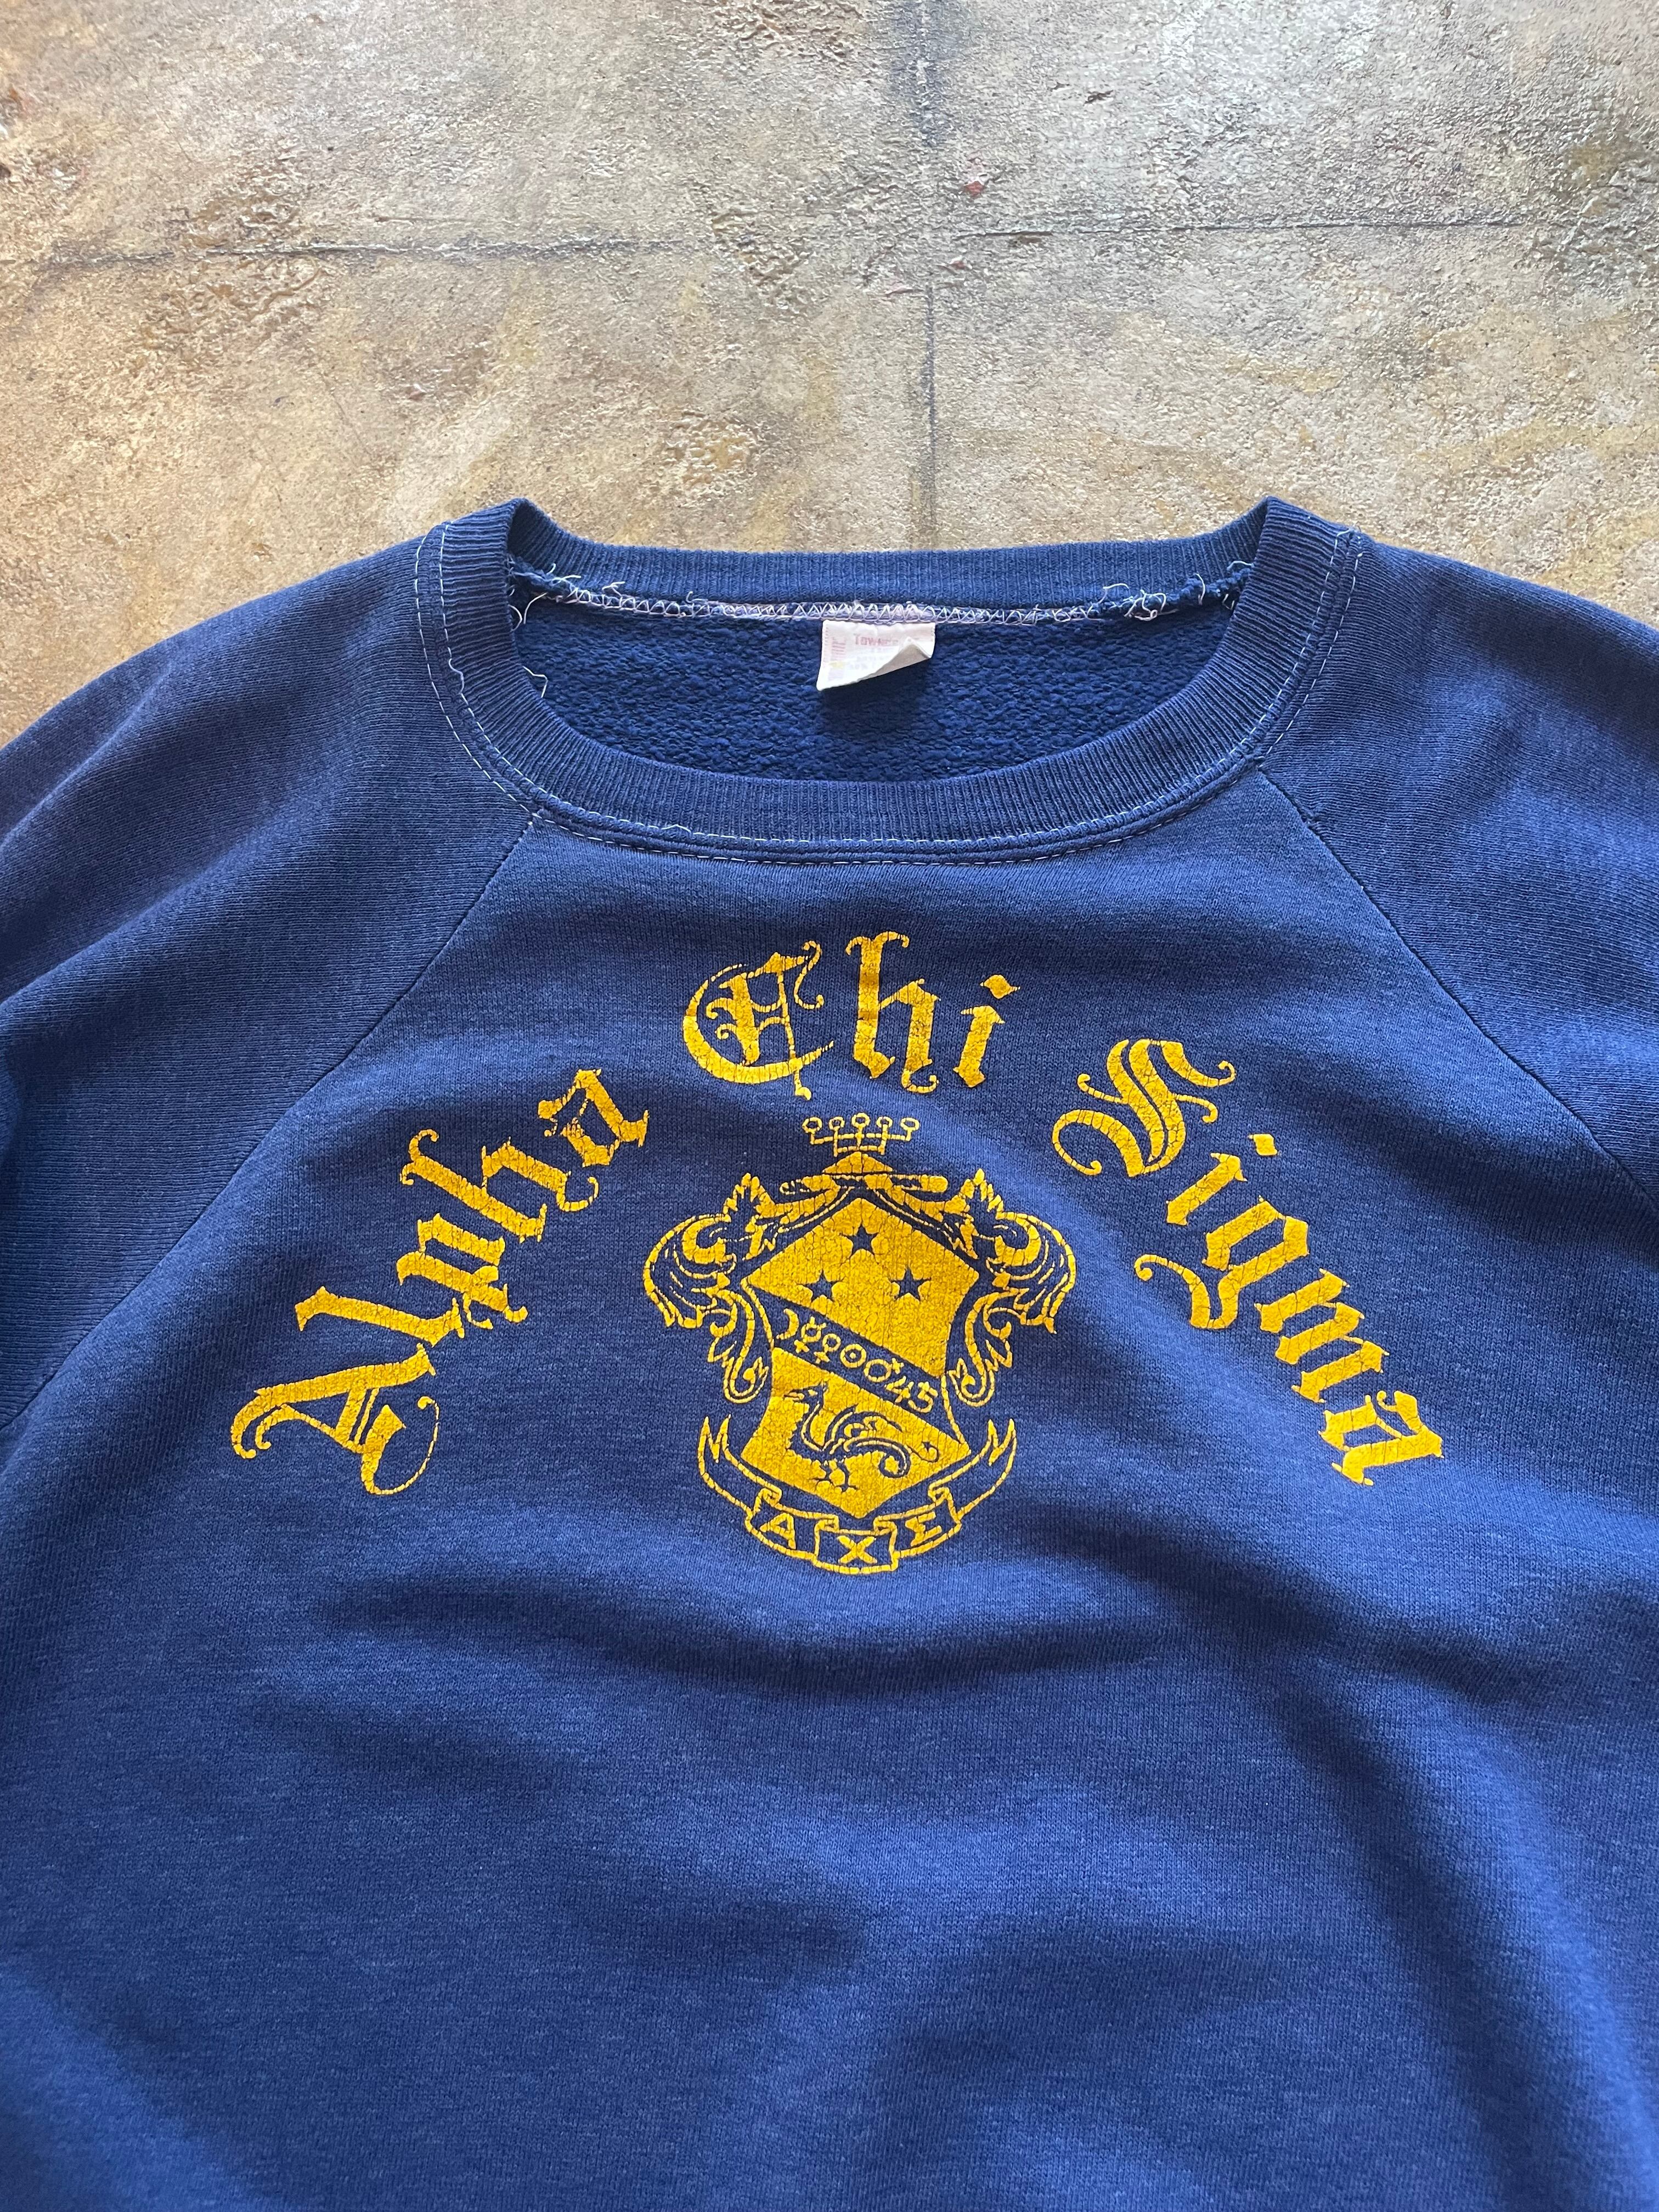 Alpha Chi Sigma
ΑΧΣ